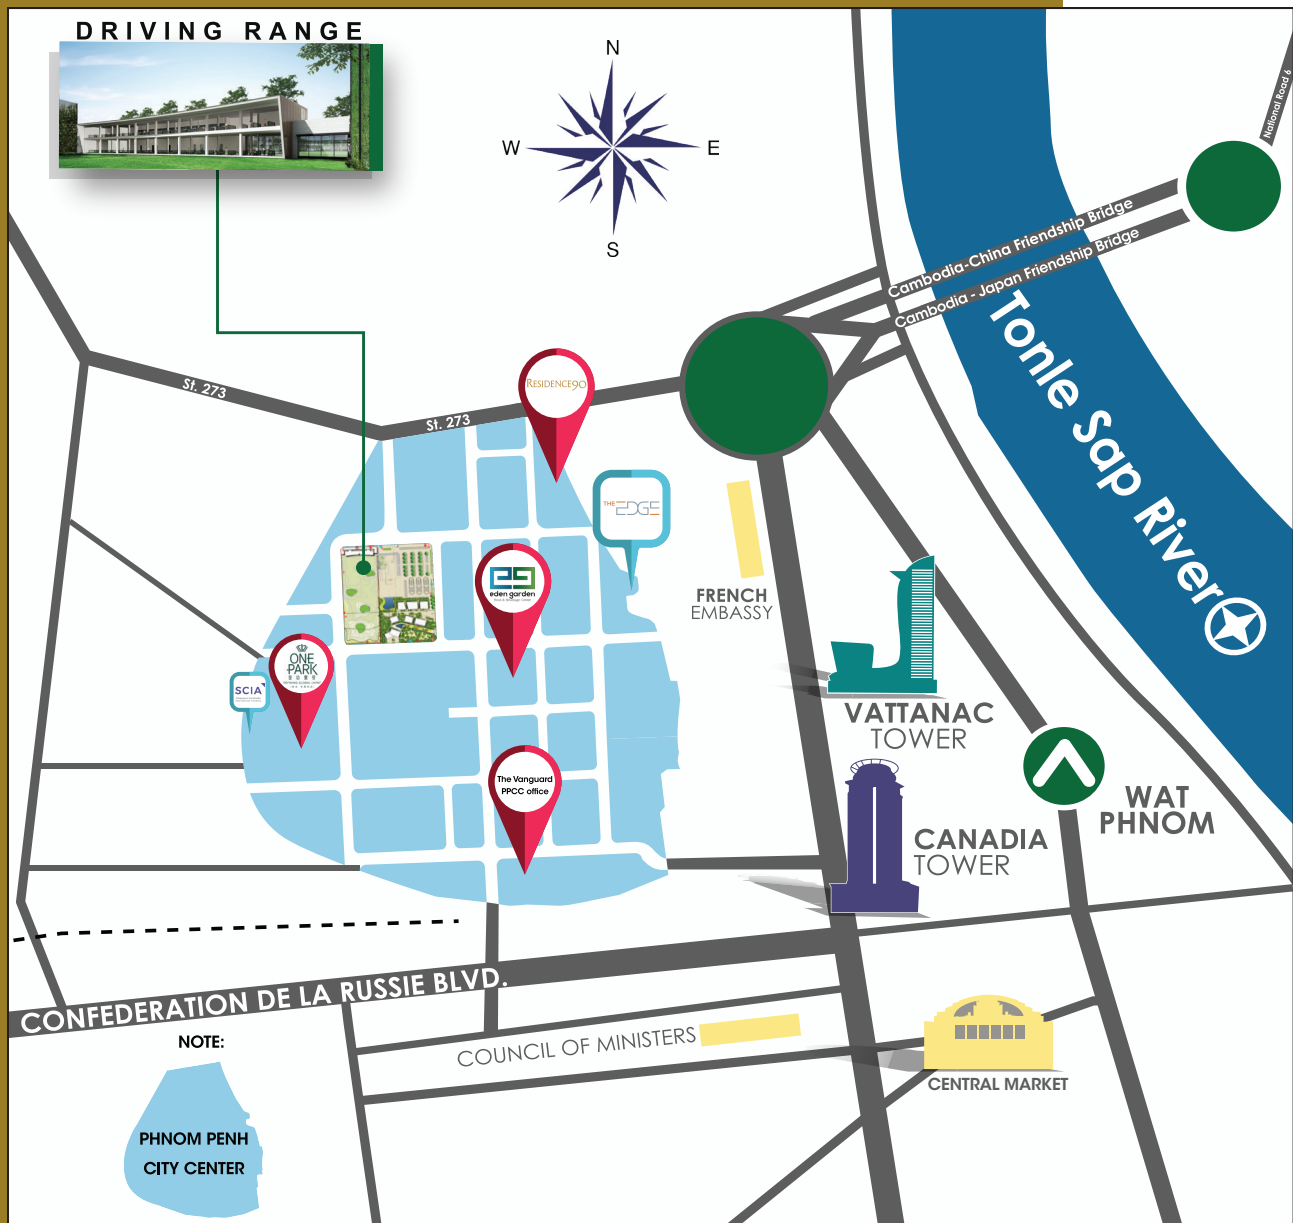 DRIVING RANGE
N
W
E
S
National Road 6
Cambodia-China Friendship Bridge
Cambodia - Japan Friendship Bridge
Tonle Sap River
St. 273
St. 273
RESIDENCE90
THE EDGE
eden garden
FRENCH
EMBASSY
ONE
PARK
SCIA
VATTANAC
TOWER
The Vanguard
PPCC office
WAT
PHNOM
CANADIA
TOWER
CONFEDERATION DE LA RUSSIE BLVD.
COUNCIL OF MINISTERS
CENTRAL MARKET
NOTE:
PHNOM PENH
CITY CENTER